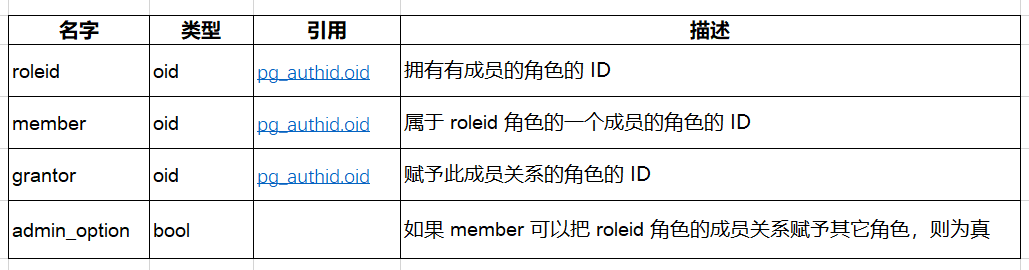 名字 类型 引用 描述
roleid oid pg_authid.oid 拥有有成员的角色的 ID
member oid pg_authid.oid 属于 roleid 角色的一个成员的角色的 ID
grantor oid pg_authid.oid 赋予此成员关系的角色的 ID
admin_option bool 如果 member 可以把 roleid 角色的成员关系赋予其它角色，则为真